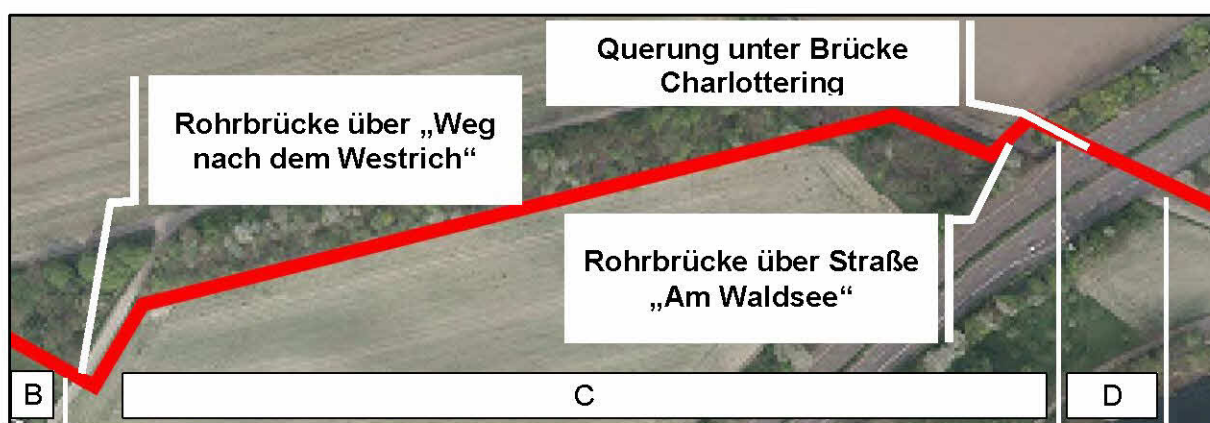 Querung unter Brücke
Charlottering
Rohrbrücke über „Weg
nach dem Westrich“
Rohrbrücke über Straße
„Am Waldsee“
B
C
D